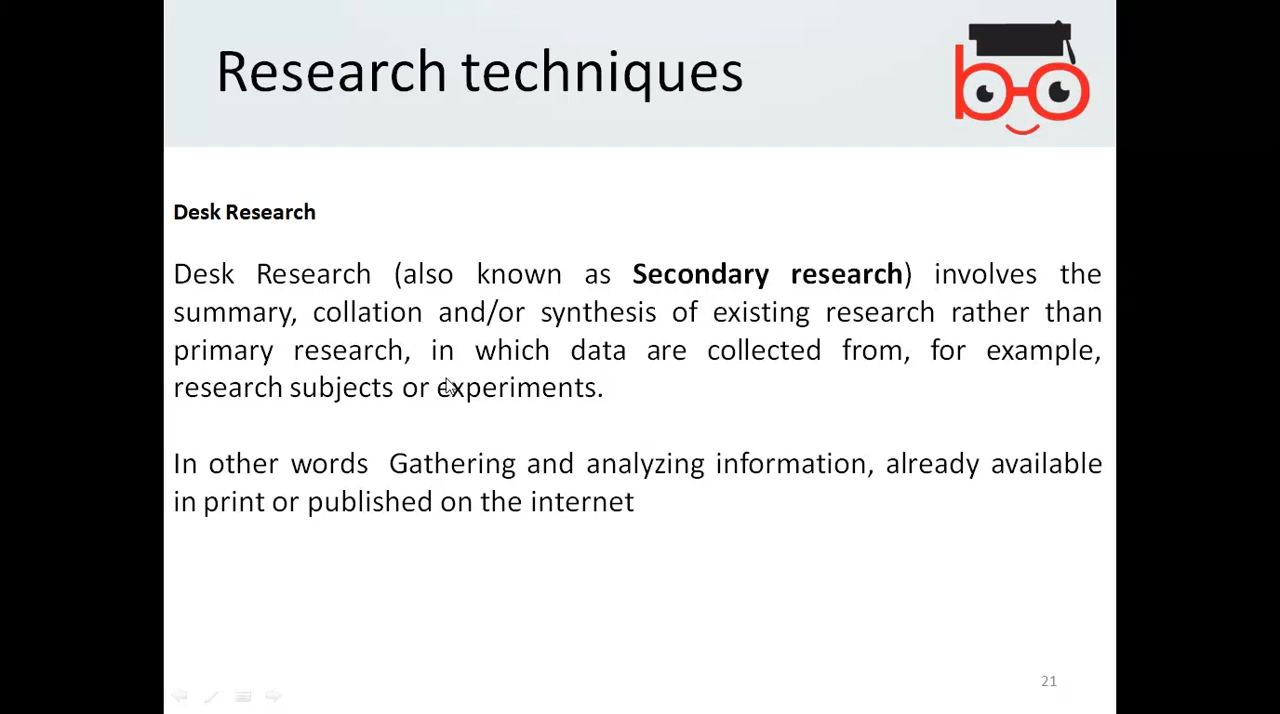 Research techniques
Desk Research
Desk Research (also known as Secondary research) involves the
summary, collation and/or synthesis of existing research rather than
primary research, in which data are collected from, for example,
research subjects or experiments.
In other words  Gathering and analyzing information, already available
in print or published on the internet
21